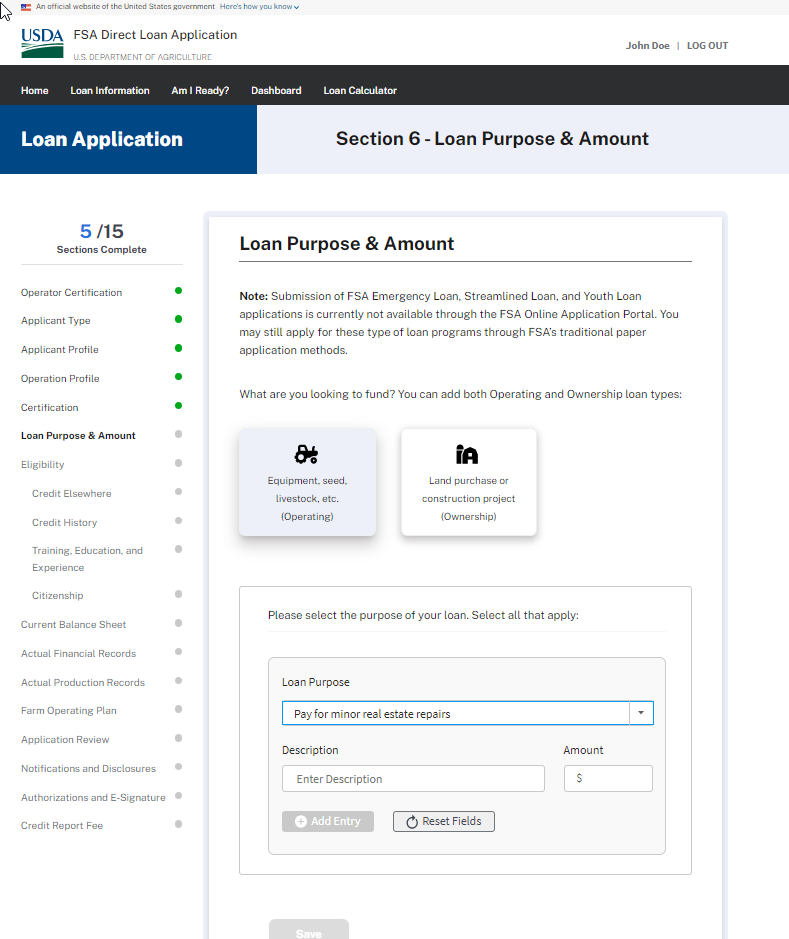 An official website of the United States government Here's how you know
USDA
FSA Direct Loan Application
U.S. DEPARTMENT OF AGRICULTURE
John Doe | LOG OUT
Home Loan Information Am I Ready? Dashboard Loan Calculator
Loan Application
Section 6 - Loan Purpose & Amount
5 /15
Sections Complete
Operator Certification
Applicant Type
Applicant Profile
Operation Profile
Certification
Loan Purpose & Amount
Eligibility
Credit Elsewhere
Credit History
Training, Education, and
Experience
Citizenship
Current Balance Sheet
Actual Financial Records
Actual Production Records
Farm Operating Plan
Application Review
Notifications and Disclosures
Authorizations and E-Signature
Credit Report Fee
Loan Purpose & Amount
Note: Submission of FSA Emergency Loan, Streamlined Loan, and Youth Loan
applications is currently not available through the FSA Online Application Portal. You
may still apply for these type of loan programs through FSA's traditional paper
application methods.
What are you looking to fund? You can add both Operating and Ownership loan types:
Equipment, seed,
livestock, etc.
(Operating)
Land purchase or
construction project
(Ownership)
Please select the purpose of your loan. Select all that apply:
Loan Purpose
Pay for minor real estate repairs
Description
Amount
Enter Description
$
Add Entry
Reset Fields
Save